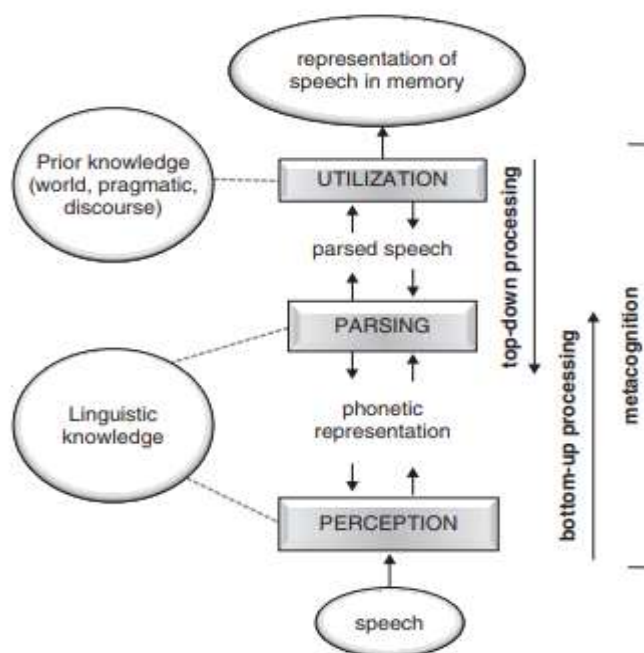 representation of
speech in memory
Prior knowledge
(world, pragmatic,
discourse)
UTILIZATION
parsed speech
PARSING
Linguistic
knowledge
phonetic
representation
PERCEPTION
speech
top-down processing
bottom-up processing
metacognition